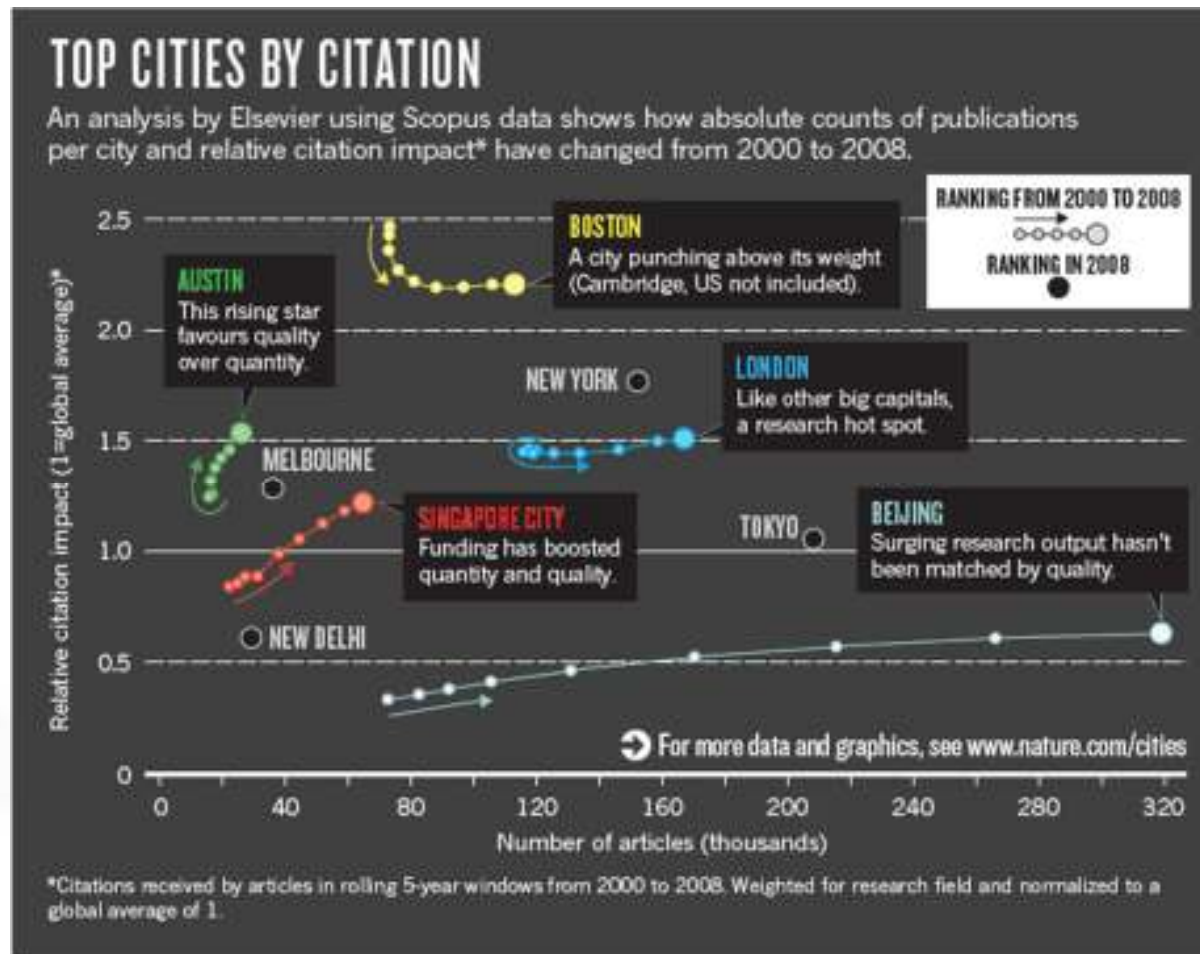 TOP CITIES BY CITATION
An analysis by Elsevier using Scopus data shows how absolute counts of publications
per city and relative citation impact* have changed from 2000 to 2008.
RANKING FROM 2000 TO 2008
RANKING IN 2008
Relative citation impact (1=global average)*
2.5
2.0
1.5
1.0
0.5
0
AUSTIN
This rising star
favours quality
over quantity.
BOSTON
A city punching above its weight
(Cambridge, US not included).
NEW YORK
LONDON
Like other big capitals,
a research hot spot.
MELBOURNE
SINGAPORE CITY
Funding has boosted
quantity and quality.
TOKYO
BEIJING
Surging research output hasn't
been matched by quality.
NEW DELHI
For more data and graphics, see www.nature.com/cities
0 40 80 120 160 200 240 280 320
Number of articles (thousands)
*Citations received by articles in rolling 5-year windows from 2000 to 2008. Weighted for research field and normalized to a
global average of 1.